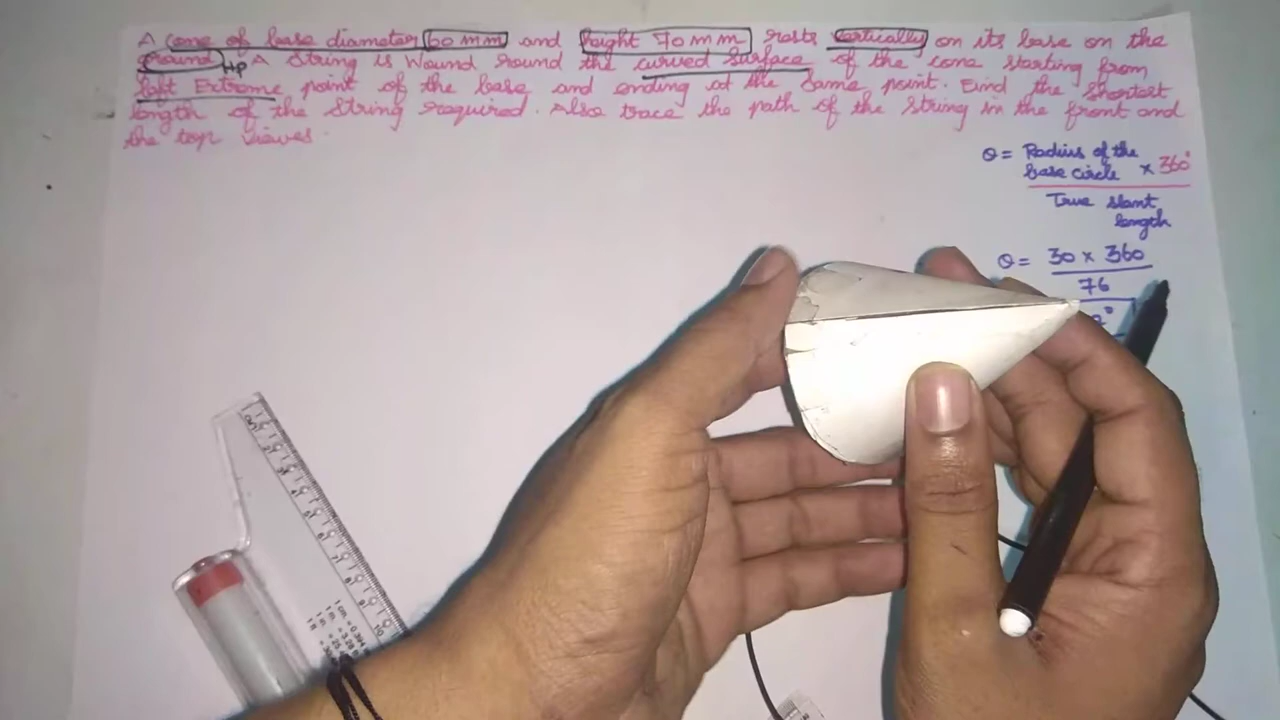 A cone of base diameter 60 mm and height 70 mm rests vertically on its base on the
ground HP A String is Wound round the curved surface of the cone starting from
left Extreme point of the base and ending at the Same point. Find the shortest
length of the String required. Also trace the path of the String in the front and
the top views.
θ = Radius of the
base circle × 360°
True slant
length
θ = 30 × 360
76